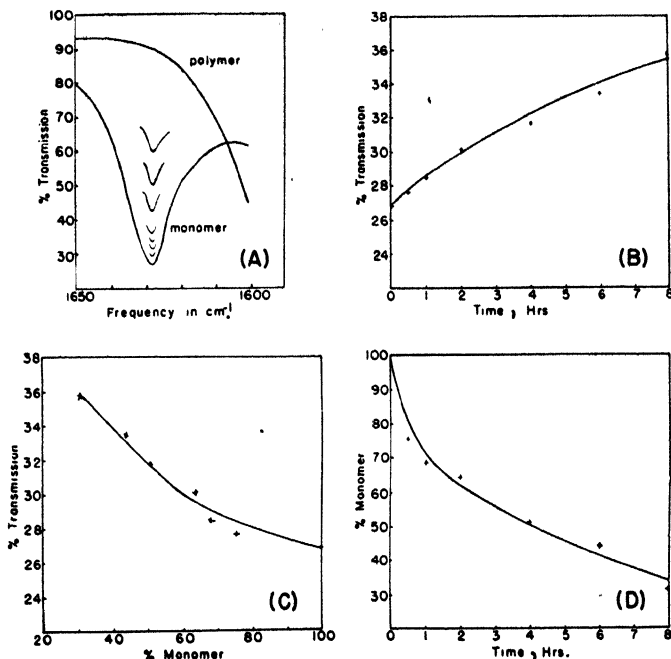 100
90
80
70
60
50
40
30
% Transmission
polymer
monomer
(A)
1650 1600
Frequency in cm.⁻¹
38
36
34
32
30
28
26
24
% Transmission
(B)
0 1 2 3 4 5 6 7 8
Time, Hrs
38
36
34
32
30
28
26
24
22
% Transmission
(C)
20 40 60 80 100
% Monomer
100
90
80
70
60
50
40
30
% Monomer
(D)
0 1 2 3 4 5 6 7 8
Time, Hrs.